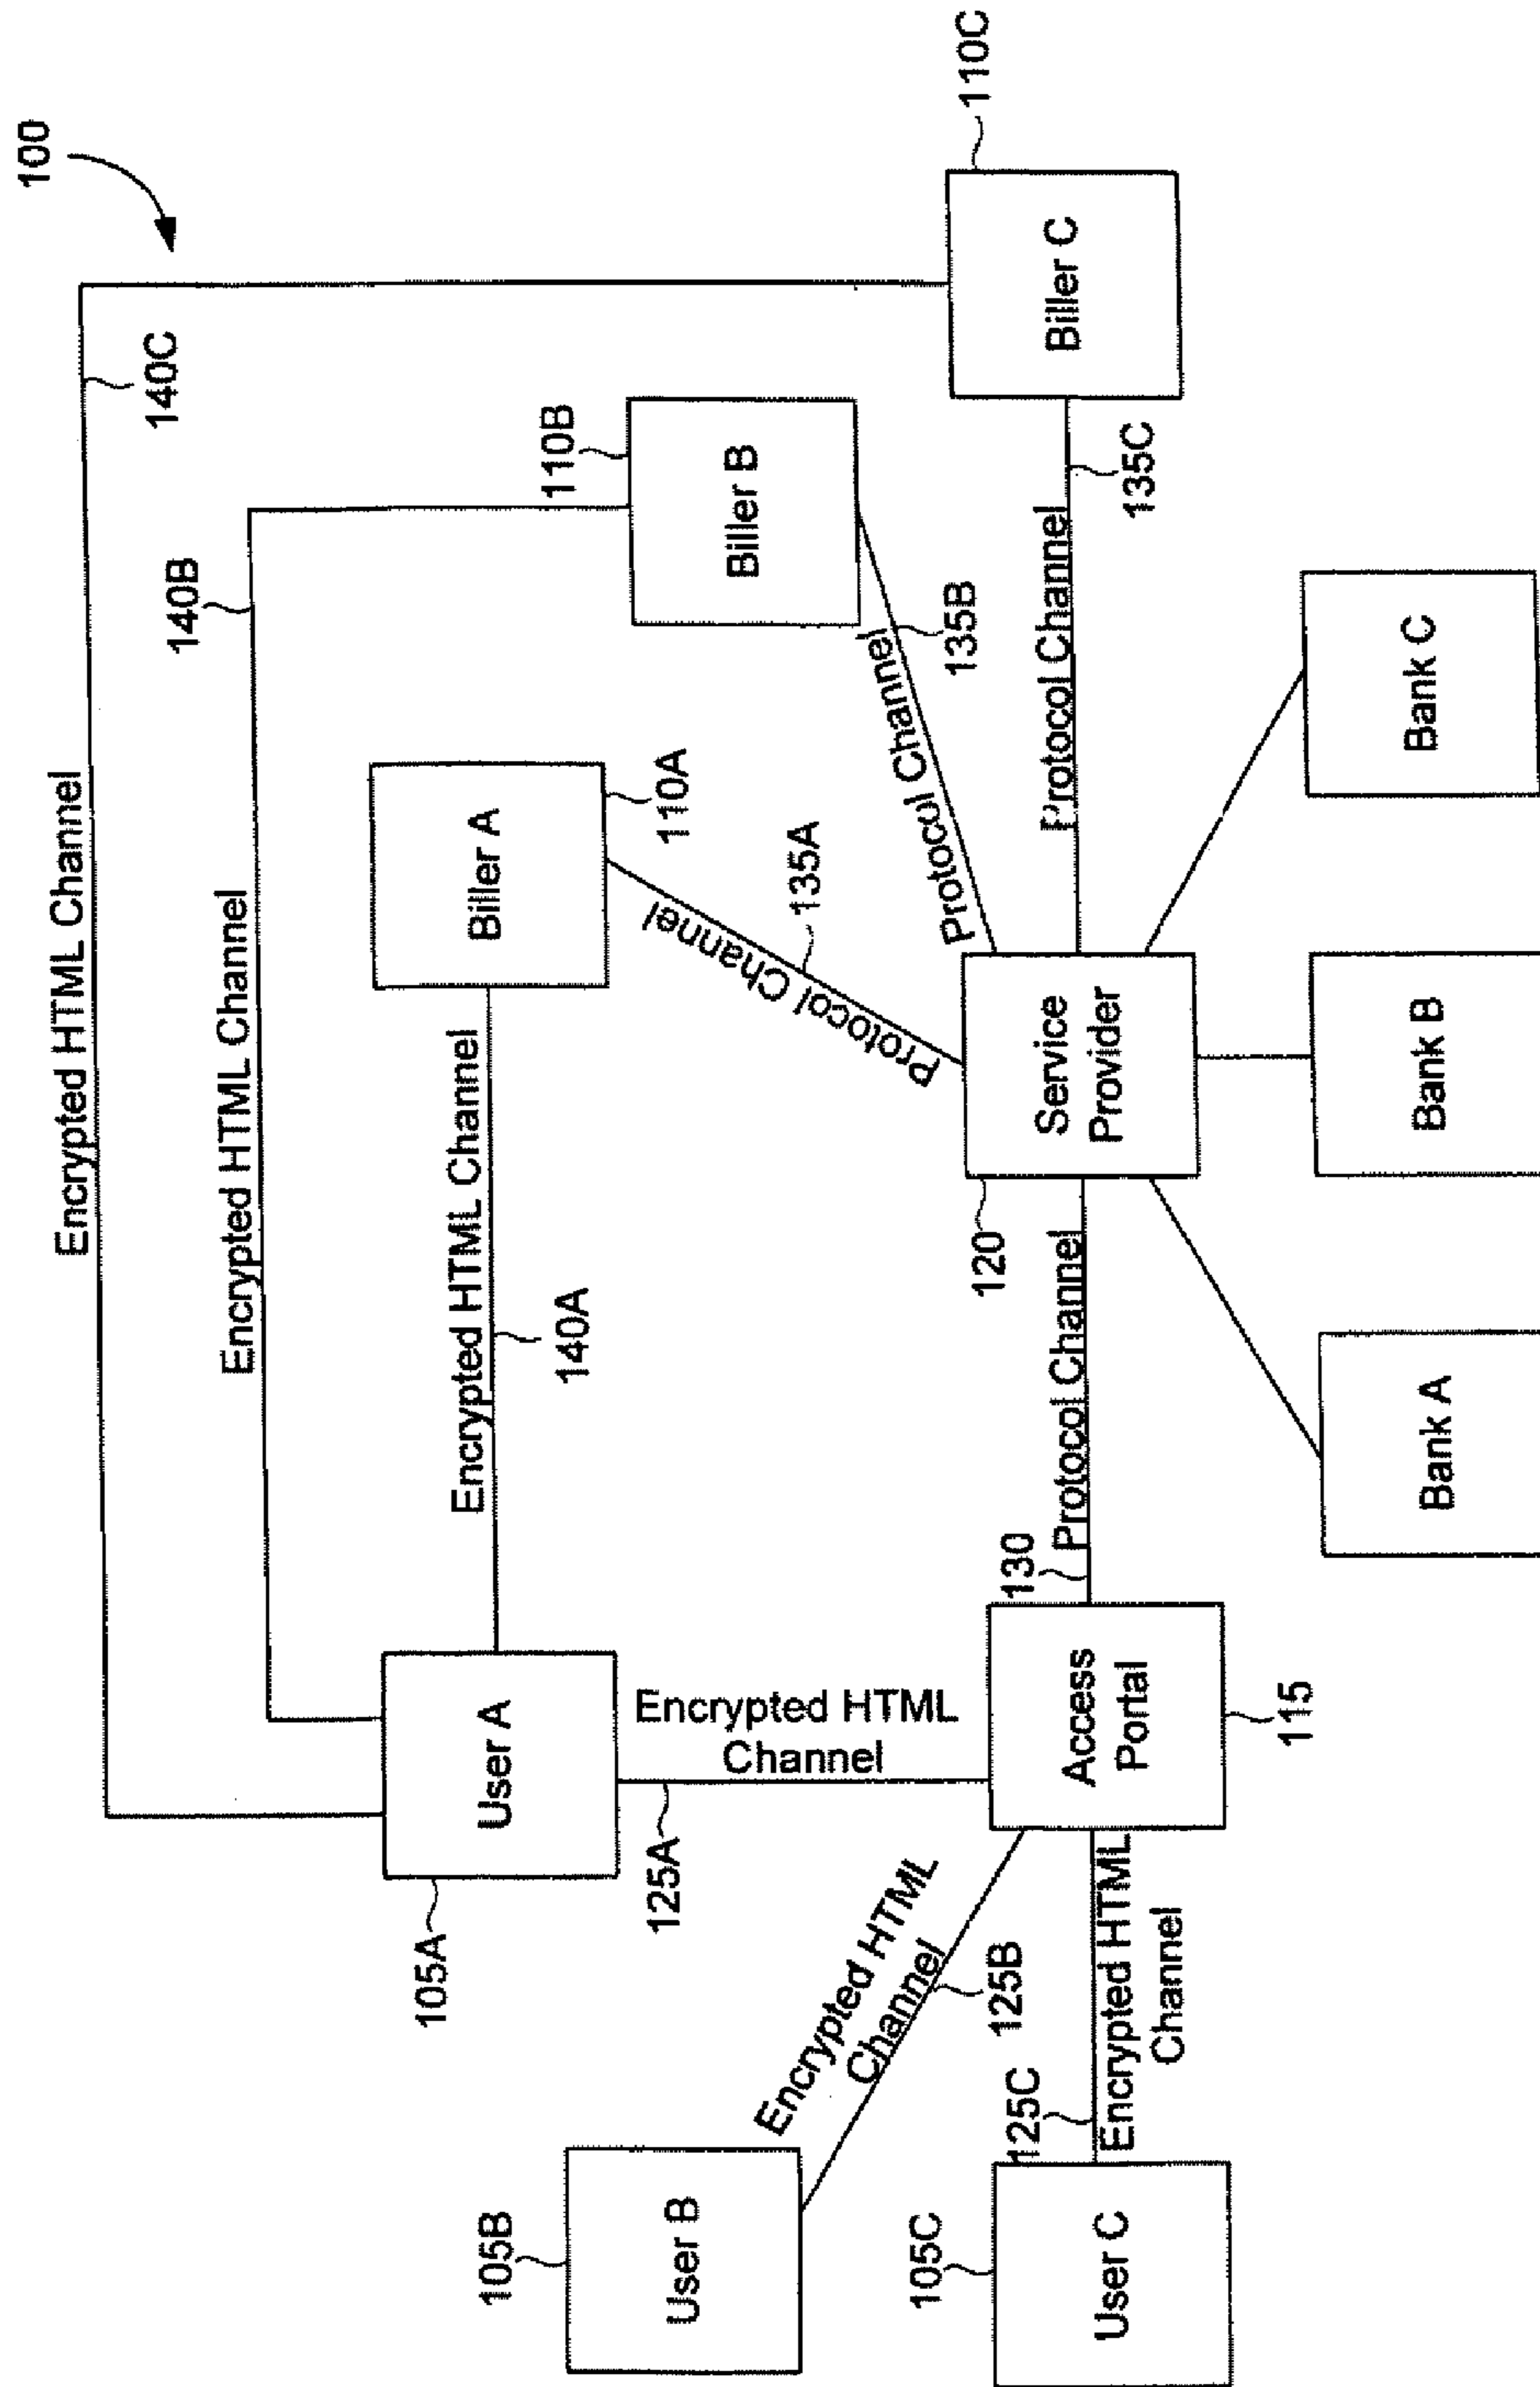 100
Encrypted HTML Channel
140C
Encrypted HTML Channel
140B
Encrypted HTML Channel
140A
105A
User A
Biller A
110A
110B
Biller B
110C
Biller C
Encrypted HTML
Channel
125A
Protocol Channel
135A
Protocol Channel
135B
Protocol Channel
135C
105B
User B
Encrypted HTML
Channel
125B
105C
User C
125C
Encrypted HTML
Channel
Access
Portal
115
130
Protocol Channel
120
Service
Provider
Bank A
Bank B
Bank C